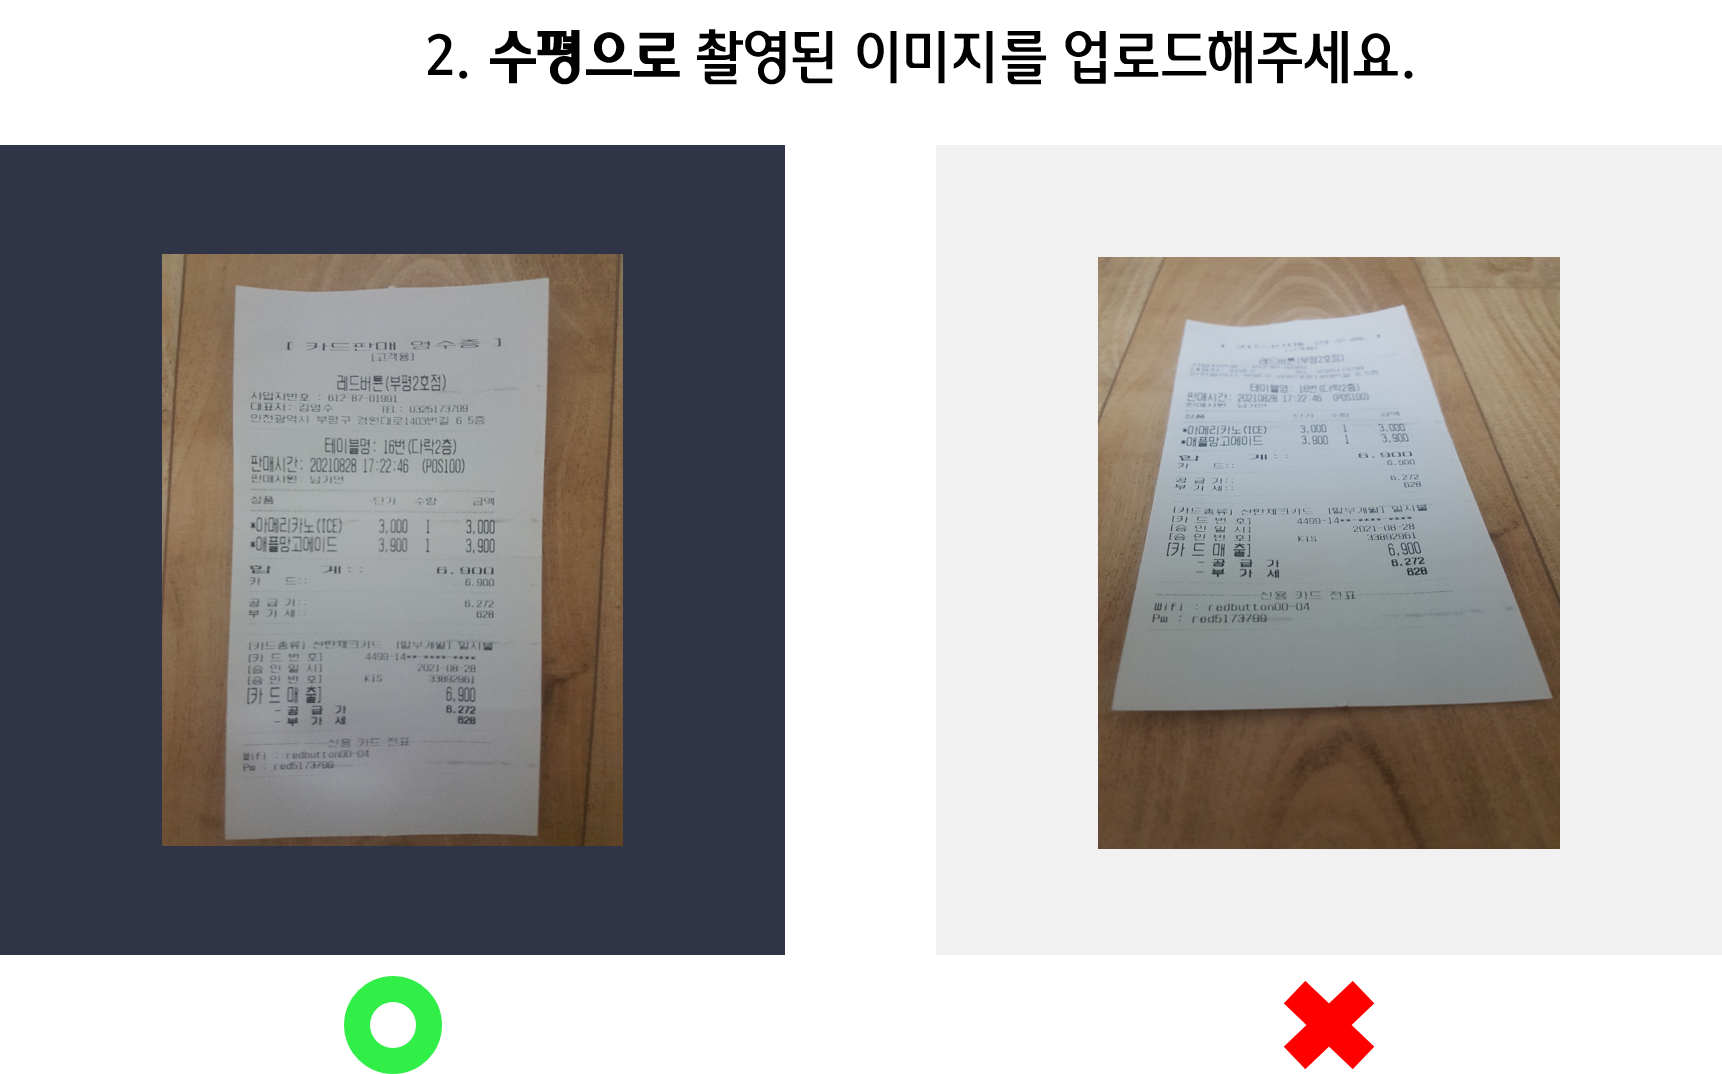 2. 수평으로 촬영된 이미지를 업로드해주세요.
[ 카드판매 영수증 ]
[고객용]
레드버튼(부평2호점)
사업자번호 : 612-87-01991
대표자: 김영수 TEL : 0325173799
인천광역시 부평구 경원대로1403번길 6 5층
테이블명: 16번(다락2층)
판매시간: 20210828 17:22:46 (POS100)
판매사원: 남기안
상품 단가 수량 금액
*아메리카노(ICE) 3,000 1 3,000
*애플망고에이드 3,900 1 3,900
합 계:: 6,900
카 드:: 6,900
공 급 가:: 6,272
부 가 세:: 628
[카드종류] 신한체크카드 [할부개월] 일시불
[카 드 번 호] 4499-14**-****-****
[승 인 일 시] 2021-08-28
[승 인 번 호] KIS 33892961
[카 드 매 출] 6,900
- 공 급 가 6,272
- 부 가 세 628
신용 카드 전표
Wifi : redbutton00-04
Pw : red5173799
[ 카드판매 영수증 ]
레드버튼(부평2호점)
테이블명: 16번(다락2층)
판매시간: 20210828 17:22:46 (POS100)
판매사원: 남기안
상품 단가 수량 금액
*아메리카노(ICE) 3,000 1 3,000
*애플망고에이드 3,900 1 3,900
합 계:: 6,900
카 드:: 6,900
공 급 가:: 6,272
부 가 세:: 628
[카드종류] 신한체크카드 [할부개월] 일시불
[카 드 번 호] 4499-14**-****-****
[승 인 일 시] 2021-08-28
[승 인 번 호] KIS 33892961
[카 드 매 출] 6,900
- 공 급 가 6,272
- 부 가 세 628
신용 카드 전표
Wifi : redbutton00-04
Pw : red5173799